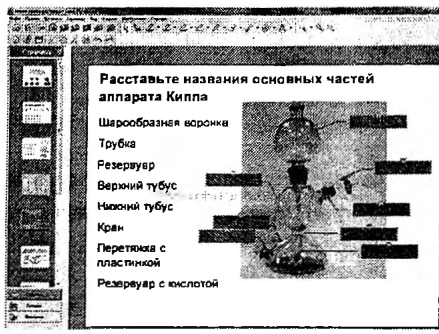 Расставьте названия основных частей
аппарата Киппа
Шарообразная воронка
Трубка
Резервуар
Верхний тубус
Нижний тубус
Кран
Перетяжка с
пластинкой
Резервуар с кислотой